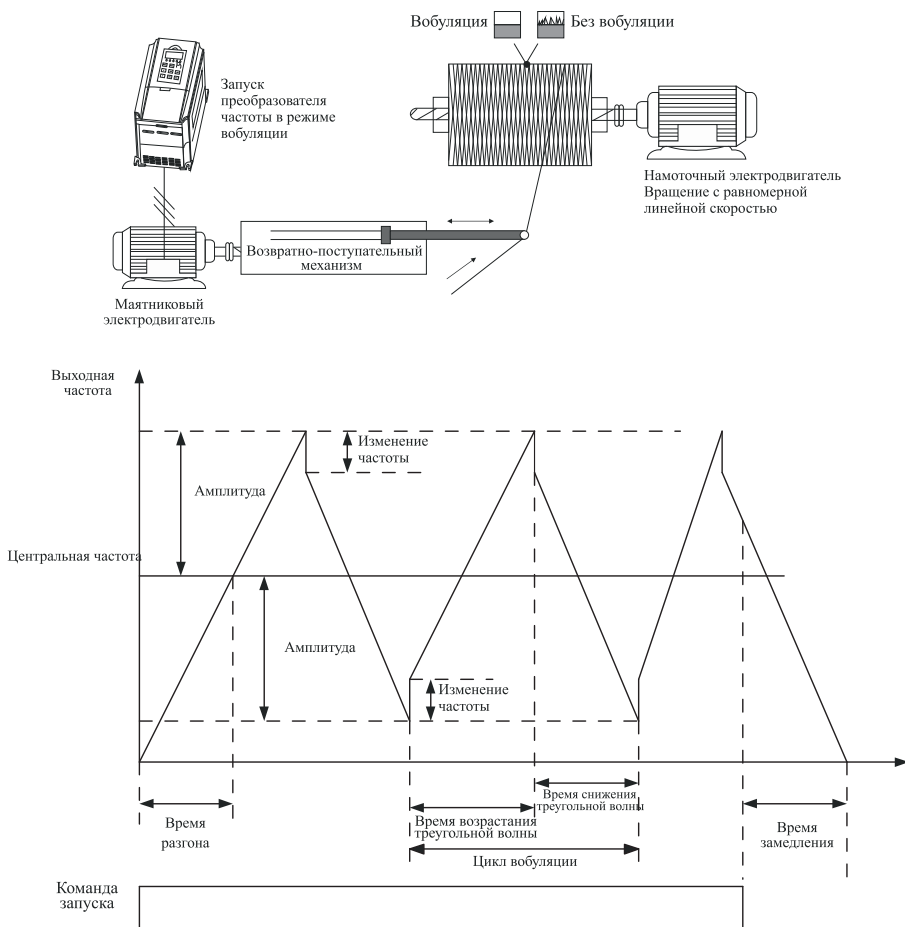 Вобуляция
Без вобуляции
Запуск
преобразователя
частоты в режиме
вобуляции
Намоточный электродвигатель
Вращение с равномерной
линейной скоростью
Возвратно-поступательный
механизм
Маятниковый
электродвигатель
Выходная
частота
Изменение
частоты
Амплитуда
Центральная частота
Амплитуда
Изменение
частоты
Время снижения
треугольной волны
Время возрастания
треугольной волны
Время
разгона
Время
замедления
Цикл вобуляции
Команда
запуска